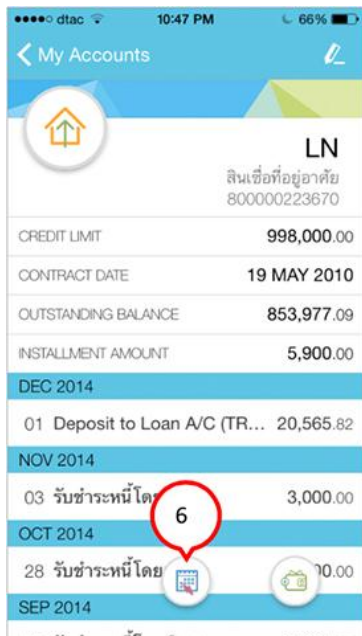 dtac 10:47 PM 66%
My Accounts
LN
สินเชื่อที่อยู่อาศัย
800000223670
CREDIT LIMIT 998,000.00
CONTRACT DATE 19 MAY 2010
OUTSTANDING BALANCE 853,977.09
INSTALLMENT AMOUNT 5,900.00
DEC 2014
01 Deposit to Loan A/C (TR... 20,565.82
NOV 2014
03 รับชำระหนี้โดย 3,000.00
6
OCT 2014
28 รับชำระหนี้โดย 00.00
SEP 2014